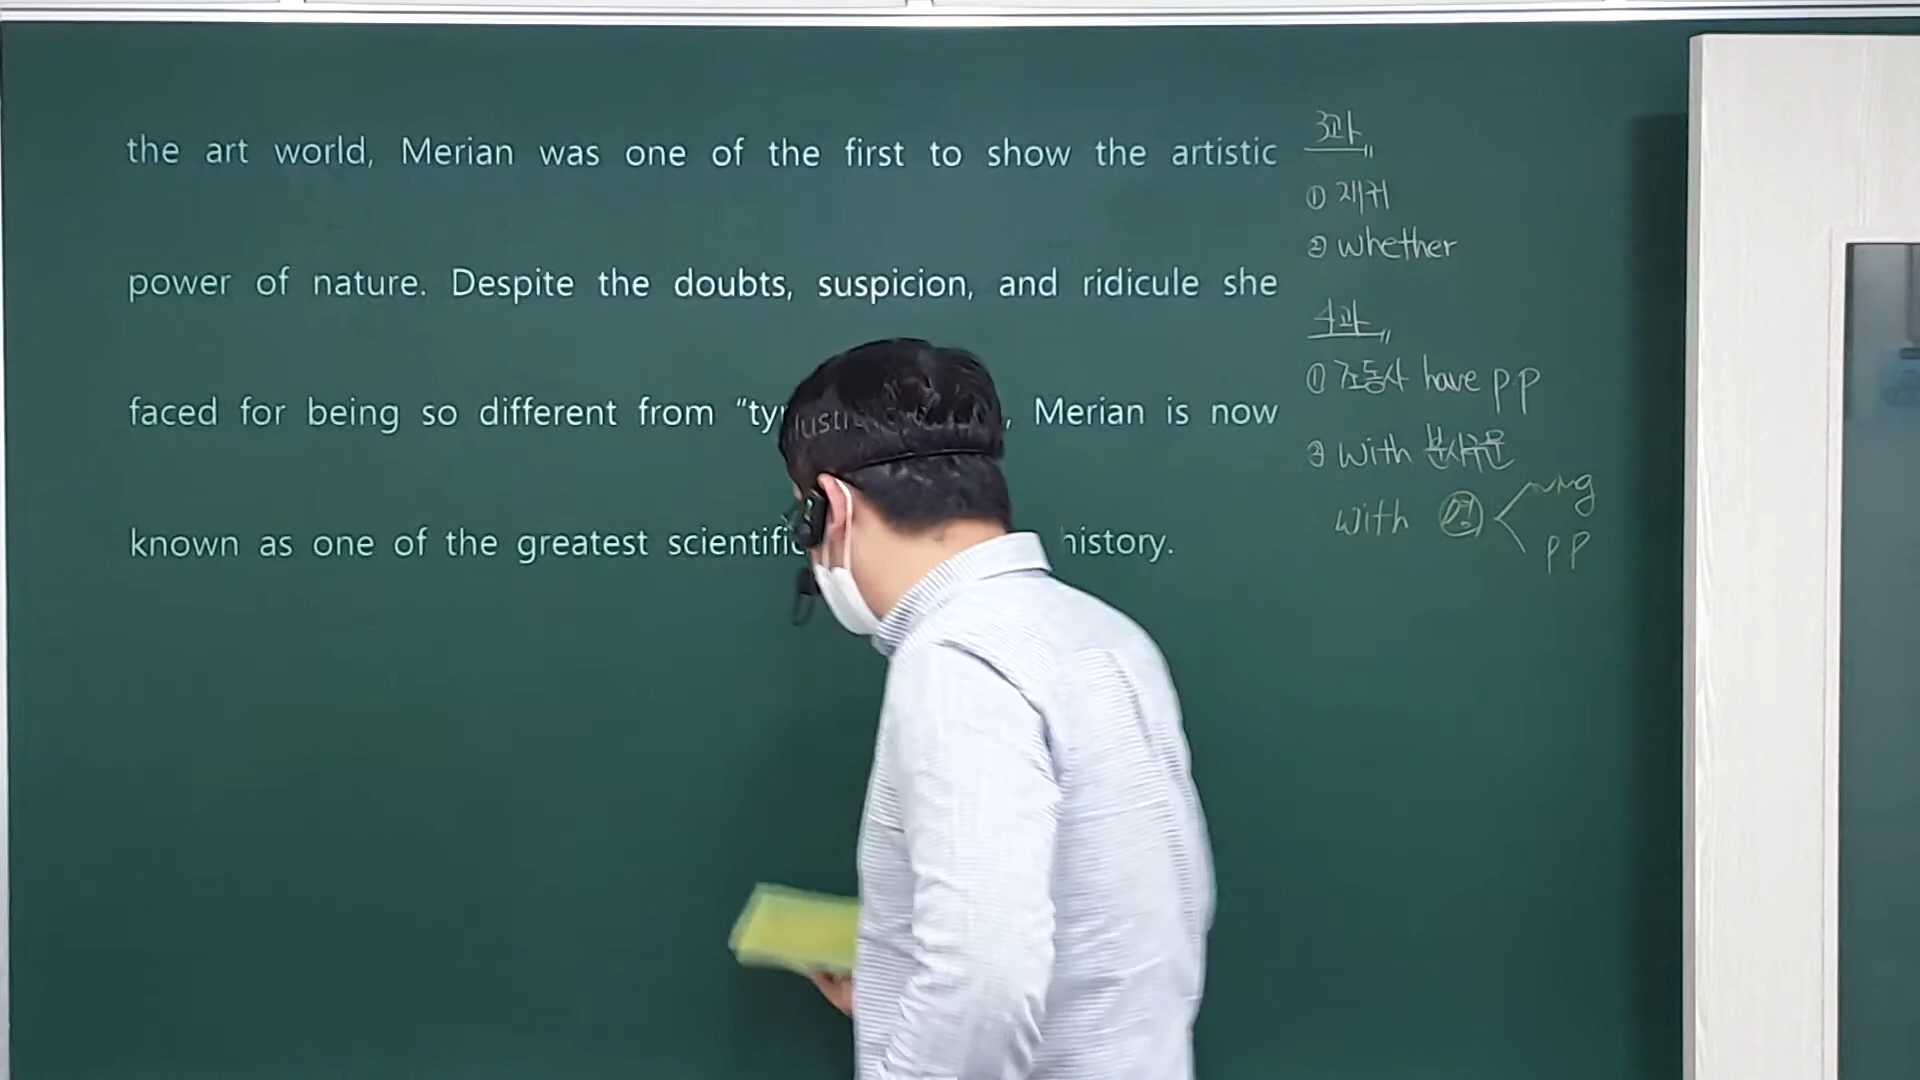 the art world, Merian was one of the first to show the artistic
power of nature. Despite the doubts, suspicion, and ridicule she
faced for being so different from “ty lusti , Merian is now
known as one of the greatest scientific history.
3과
① 재귀
② whether
4과
① 조동사 have p.p
② with 분사구문
with 명 ~ing
pp